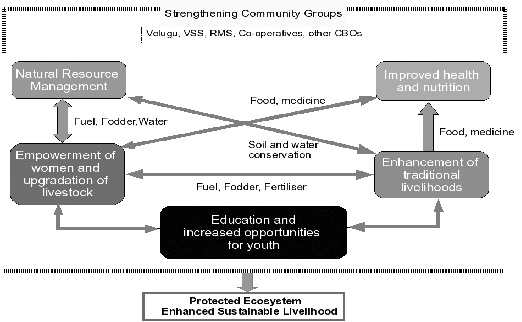 Strengthening Community Groups
Velugu, VSS, RMS, Co-operatives, other CBOs
Natural Resource
Management
Improved health
and nutrition
Food, medicine
Fuel, Fodder,Water
Food, medicine
Soil and water
conservation
Empowerment of
women and
upgradation of
livestock
Enhancement of
traditional
livelihoods
Fuel, Fodder, Fertiliser
Education and
increased opportunities
for youth
Protected Ecosystem
Enhanced Sustainable Livelihood